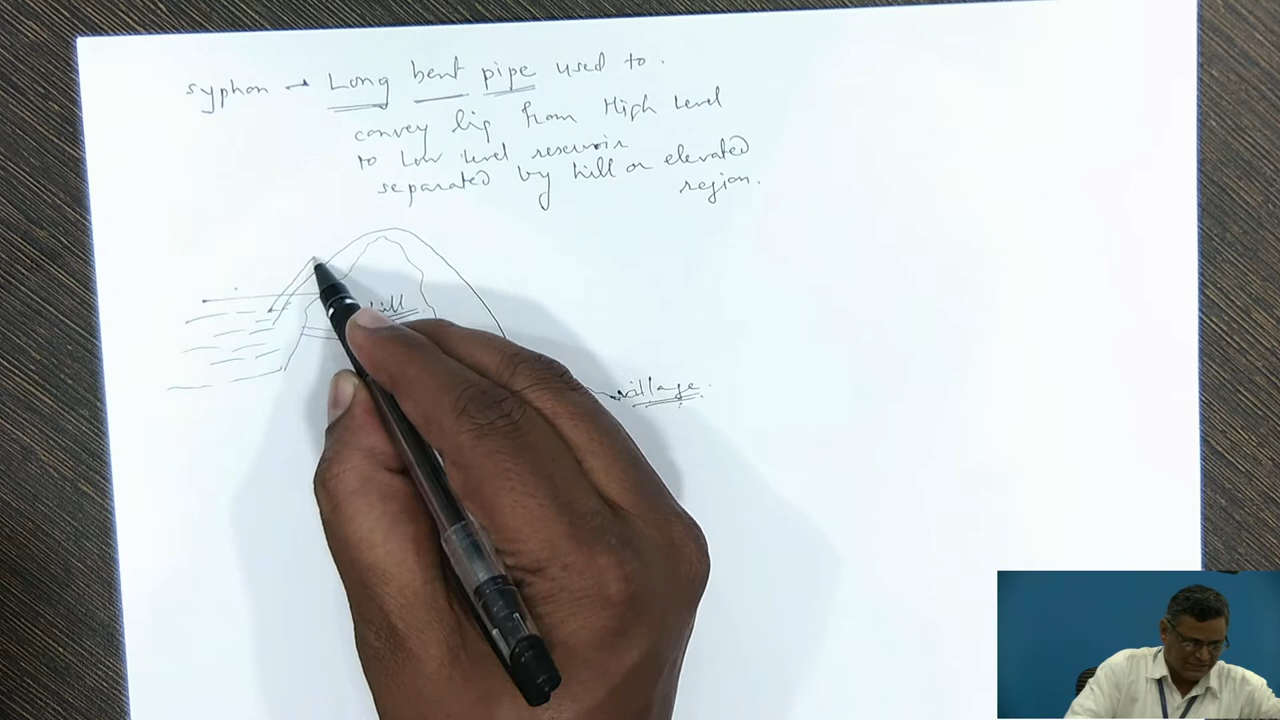 syphon → Long bent pipe used to.
convey liq from High Level
to Low Level reservoir
separated by hill or elevated
region.
hill
village.